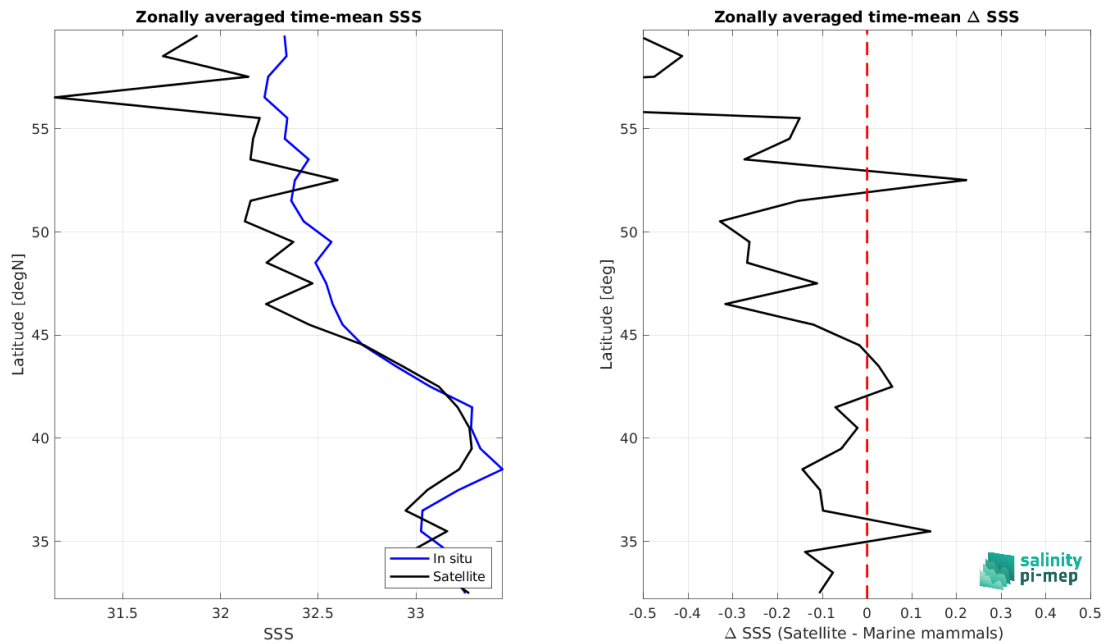 Zonally averaged time-mean SSS
Latitude [degN]
55
50
45
40
35
31.5 32 32.5 33
SSS
In situ
Satellite
Zonally averaged time-mean Δ SSS
Latitude [deg]
55
50
45
40
35
-0.5 -0.4 -0.3 -0.2 -0.1 0 0.1 0.2 0.3 0.4 0.5
0.5
Δ SSS (Satellite - Marine mammals)
salinity
pi-mep